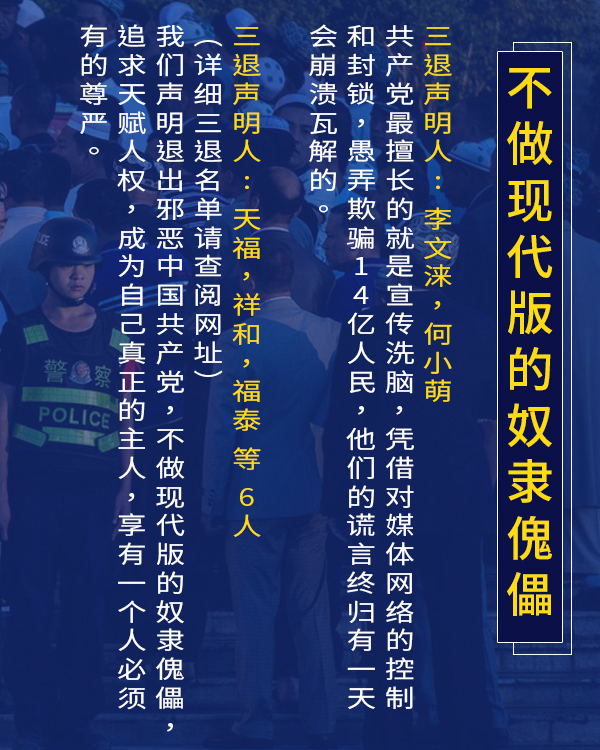 不做现代版的奴隶傀儡
三退声明人：李文涞，何小萌
共产党最擅长的就是宣传洗脑，凭借对媒体网络的控制
和封锁，愚弄欺骗14亿人民，他们的谎言终归有一天
会崩溃瓦解的。
三退声明人：天福，祥和，福泰 等 6人
（详细三退名单请查阅网址）
我们声明退出邪恶中国共产党，不做现代版的奴隶傀儡，
追求天赋人权，成为自己真正的主人，享有一个人必须
有的尊严。
警 察
POLICE